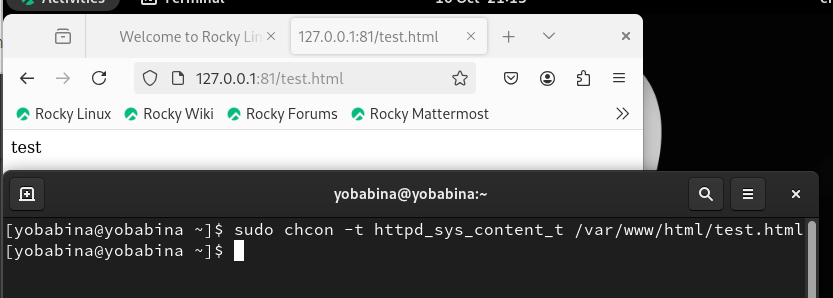 Activities Terminal 16 Oct 21:13
Welcome to Rocky Lin × 127.0.0.1:81/test.html ×
127.0.0.1:81/test.html
Rocky Linux Rocky Wiki Rocky Forums Rocky Mattermost
test
yobabina@yobabina:~
[yobabina@yobabina ~]$ sudo chcon -t httpd_sys_content_t /var/www/html/test.html
[yobabina@yobabina ~]$